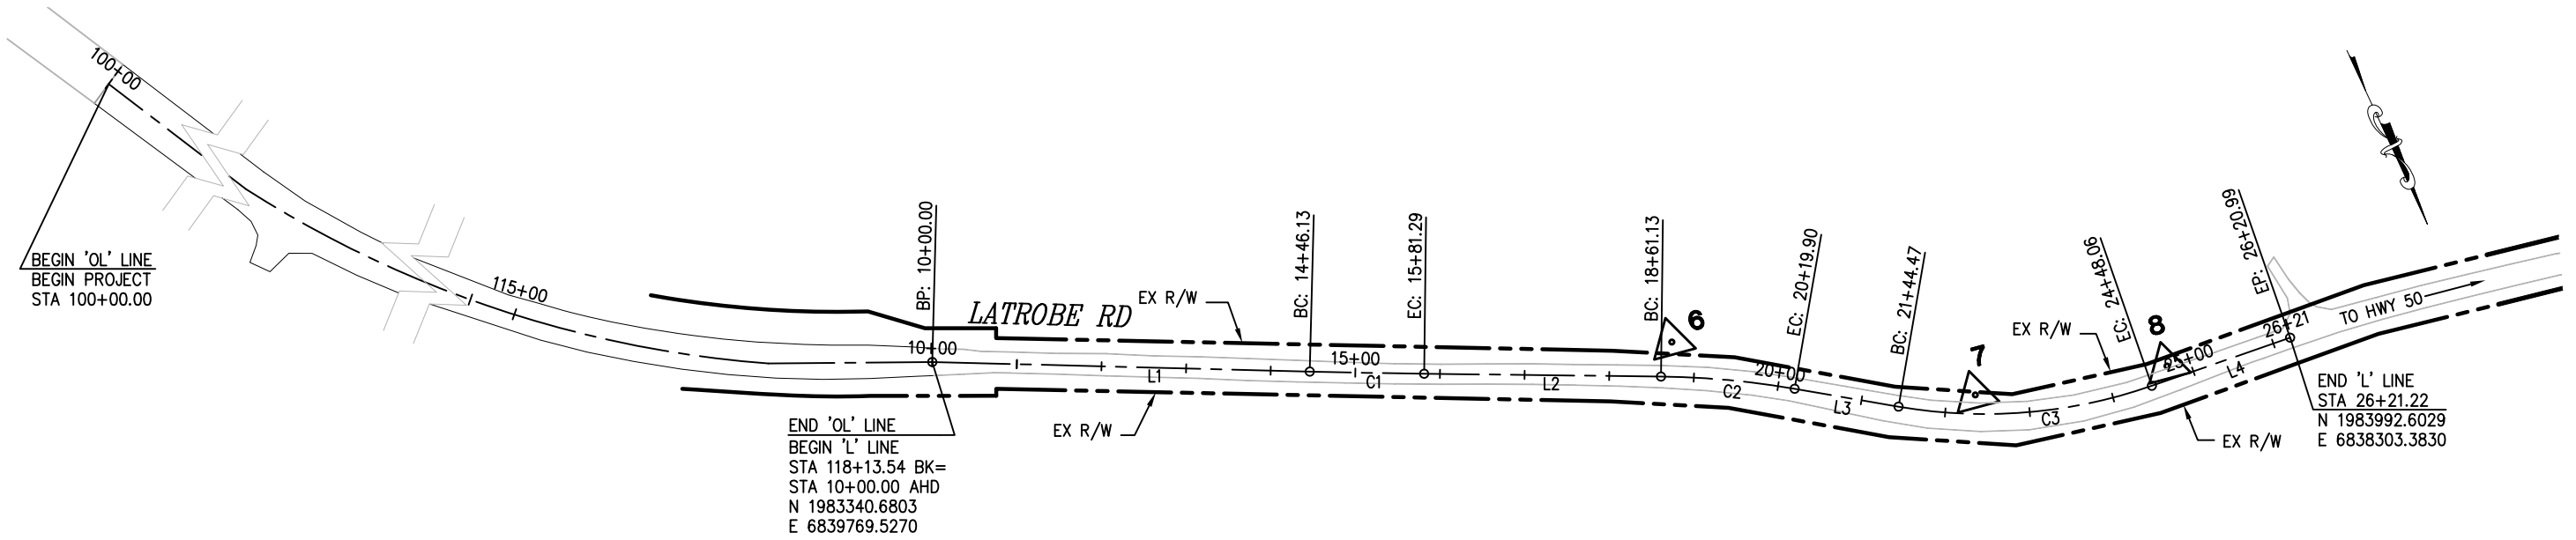 100+00
BEGIN 'OL' LINE
BEGIN PROJECT
STA 100+00.00
115+00
BP: 10+00.00
LATROBE RD
10+00
END 'OL' LINE
BEGIN 'L' LINE
STA 118+13.54 BK=
STA 10+00.00 AHD
N 1983340.6803
E 6839769.5270
EX R/W
L1
EX R/W
BC: 14+46.13
15+00
C1
EC: 15+81.29
L2
BC: 18+61.13
6
C2
20+00
EC: 20+19.90
L3
BC: 21+44.47
7
C3
EX R/W
EC: 24+48.06
8
25+00
L4
EX R/W
EP: 26+20.99
26+21
TO HWY 50
END 'L' LINE
STA 26+21.22
N 1983992.6029
E 6838303.3830